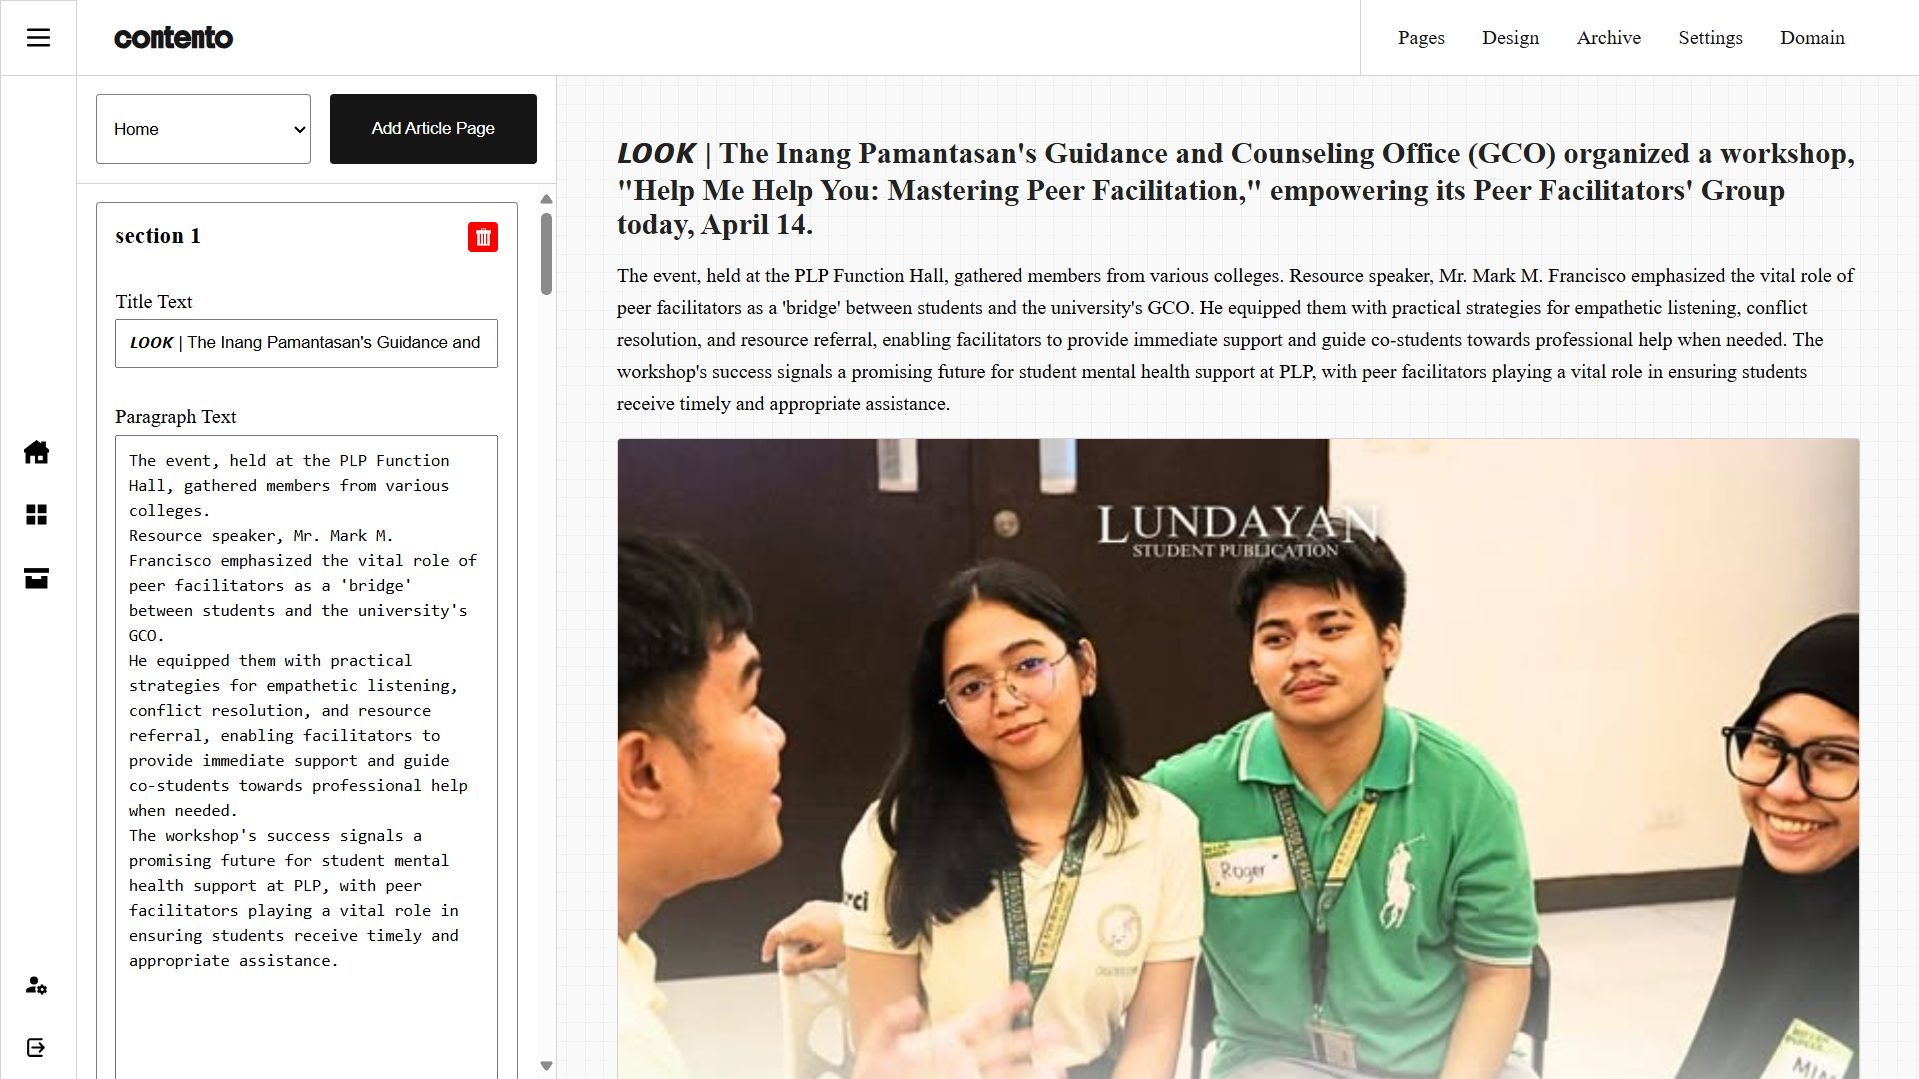 contento
Pages Design Archive Settings Domain
Home
Add Article Page
section 1
Title Text
LOOK | The Inang Pamantasan's Guidance and
Paragraph Text
The event, held at the PLP Function
Hall, gathered members from various
colleges.
Resource speaker, Mr. Mark M.
Francisco emphasized the vital role of
peer facilitators as a 'bridge'
between students and the university's
GCO.
He equipped them with practical
strategies for empathetic listening,
conflict resolution, and resource
referral, enabling facilitators to
provide immediate support and guide
co-students towards professional help
when needed.
The workshop's success signals a
promising future for student mental
health support at PLP, with peer
facilitators playing a vital role in
ensuring students receive timely and
appropriate assistance.
LOOK | The Inang Pamantasan's Guidance and Counseling Office (GCO) organized a workshop,
"Help Me Help You: Mastering Peer Facilitation," empowering its Peer Facilitators' Group
today, April 14.
The event, held at the PLP Function Hall, gathered members from various colleges. Resource speaker, Mr. Mark M. Francisco emphasized the vital role of
peer facilitators as a 'bridge' between students and the university's GCO. He equipped them with practical strategies for empathetic listening, conflict
resolution, and resource referral, enabling facilitators to provide immediate support and guide co-students towards professional help when needed. The
workshop's success signals a promising future for student mental health support at PLP, with peer facilitators playing a vital role in ensuring students
receive timely and appropriate assistance.
LUNDAYAN
STUDENT PUBLICATION
Roger
rci